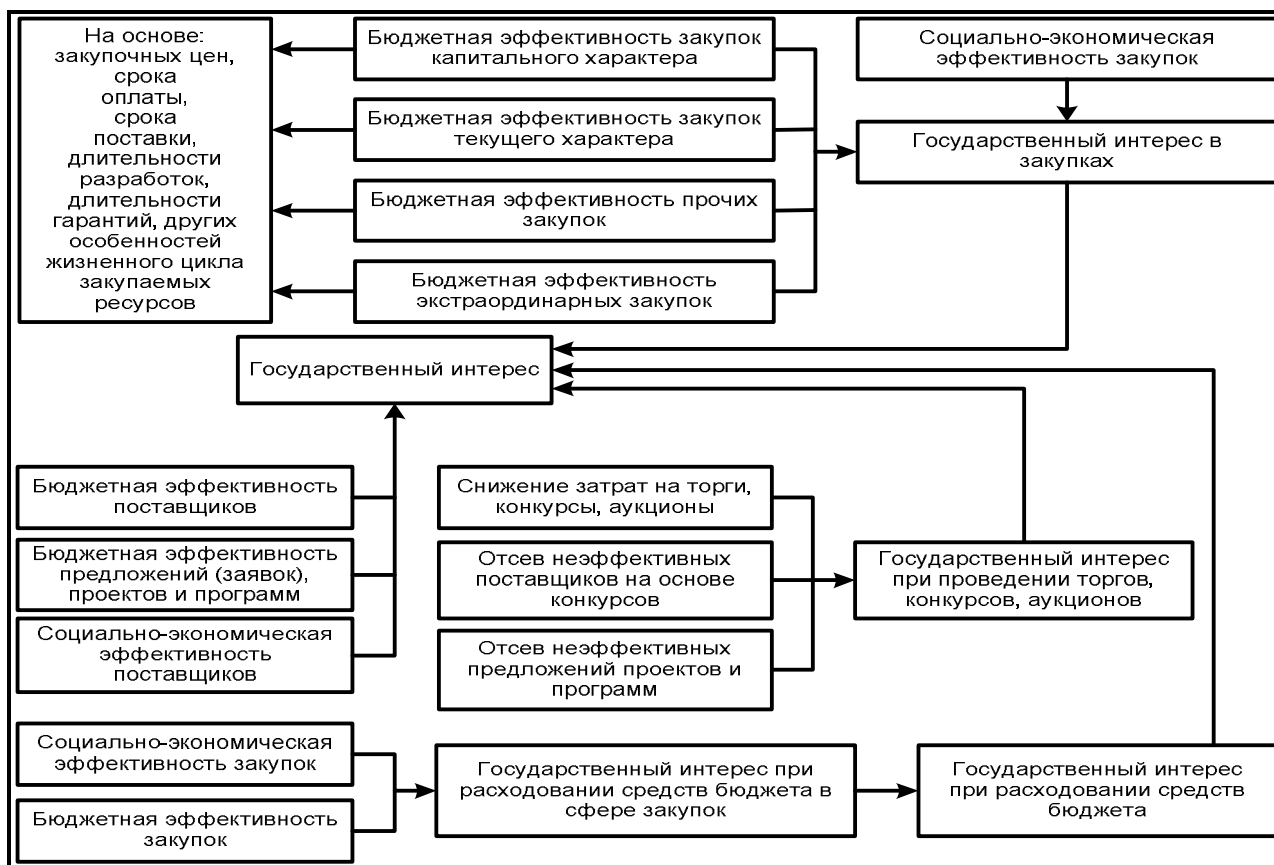 На основе:
закупочных цен,
срока
оплаты,
срока
поставки,
длительности
разработок,
длительности
гарантий, других
особенностей
жизненного цикла
закупаемых
ресурсов
Бюджетная эффективность закупок
капитального характера
Бюджетная эффективность закупок
текущего характера
Бюджетная эффективность прочих
закупок
Бюджетная эффективность
экстраординарных закупок
Социально-экономическая
эффективность закупок
Государственный интерес в
закупках
Государственный интерес
Бюджетная эффективность
поставщиков
Бюджетная эффективность
предложений (заявок),
проектов и программ
Социально-экономическая
эффективность
поставщиков
Снижение затрат на торги,
конкурсы, аукционы
Отсев неэффективных
поставщиков на основе
конкурсов
Отсев неэффективных
предложений проектов и
программ
Государственный интерес
при проведении торгов,
конкурсов, аукционов
Социально-экономическая
эффективность закупок
Бюджетная эффективность
закупок
Государственный интерес при
расходовании средств бюджета в
сфере закупок
Государственный интерес
при расходовании средств
бюджета